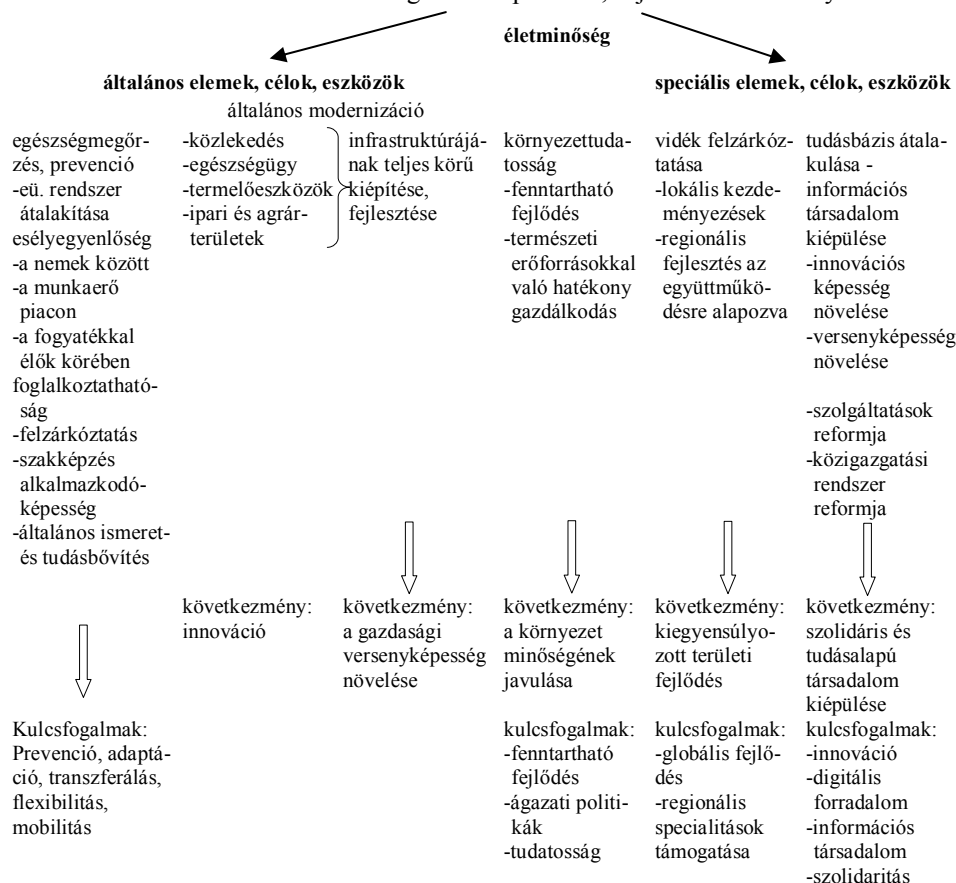 életminőség
általános elemek, célok, eszközök
speciális elemek, célok, eszközök
általános modernizáció
egészségmegőr-
zés, prevenció
-eü. rendszer
átalakítása
esélyegyenlőség
-a nemek között
-a munkaerő
piacon
-a fogyatékkal
élők körében
foglalkoztatható-
ság
-felzárkóztatás
-szakképzés
alkalmazkodó-
képesség
-általános ismeret-
és tudásbővítés
Kulcsfogalmak:
Prevenció, adaptá-
ció, transzferálás,
flexibilitás,
mobilitás
-közlekedés
-egészségügy
-termelőeszközök
-ipari és agrár-
területek
következmény:
innováció
infrastruktúrájá-
nak teljes körű
kiépítése,
fejlesztése
következmény:
a gazdasági
versenyképesség
növelése
környezettuda-
tosság
-fenntartható
fejlődés
-természeti
erőforrásokkal
való hatékony
gazdálkodás
következmény:
a környezet
minőségének
javulása
kulcsfogalmak:
-fenntartható
fejlődés
-ágazati politi-
kák
-tudatosság
vidék felzárkóz-
tatása
-lokális kezde-
ményezések
-regionális
fejlesztés az
együttműkö-
désre alapozva
következmény:
kiegyensúlyo-
zott területi
fejlődés
kulcsfogalmak:
-globális fejlő-
dés
-regionális
specialitások
támogatása
tudásbázis átala-
kulása -
információs
társadalom
kiépülése
-innovációs
képesség
növelése
-versenyképesség
növelése
-szolgáltatások
reformja
-közigazgatási
rendszer
reformja
következmény:
szolidáris és
tudásalapú
társadalom
kiépülése
kulcsfogalmak:
-innováció
-digitális
forradalom
-információs
társadalom
-szolidaritás